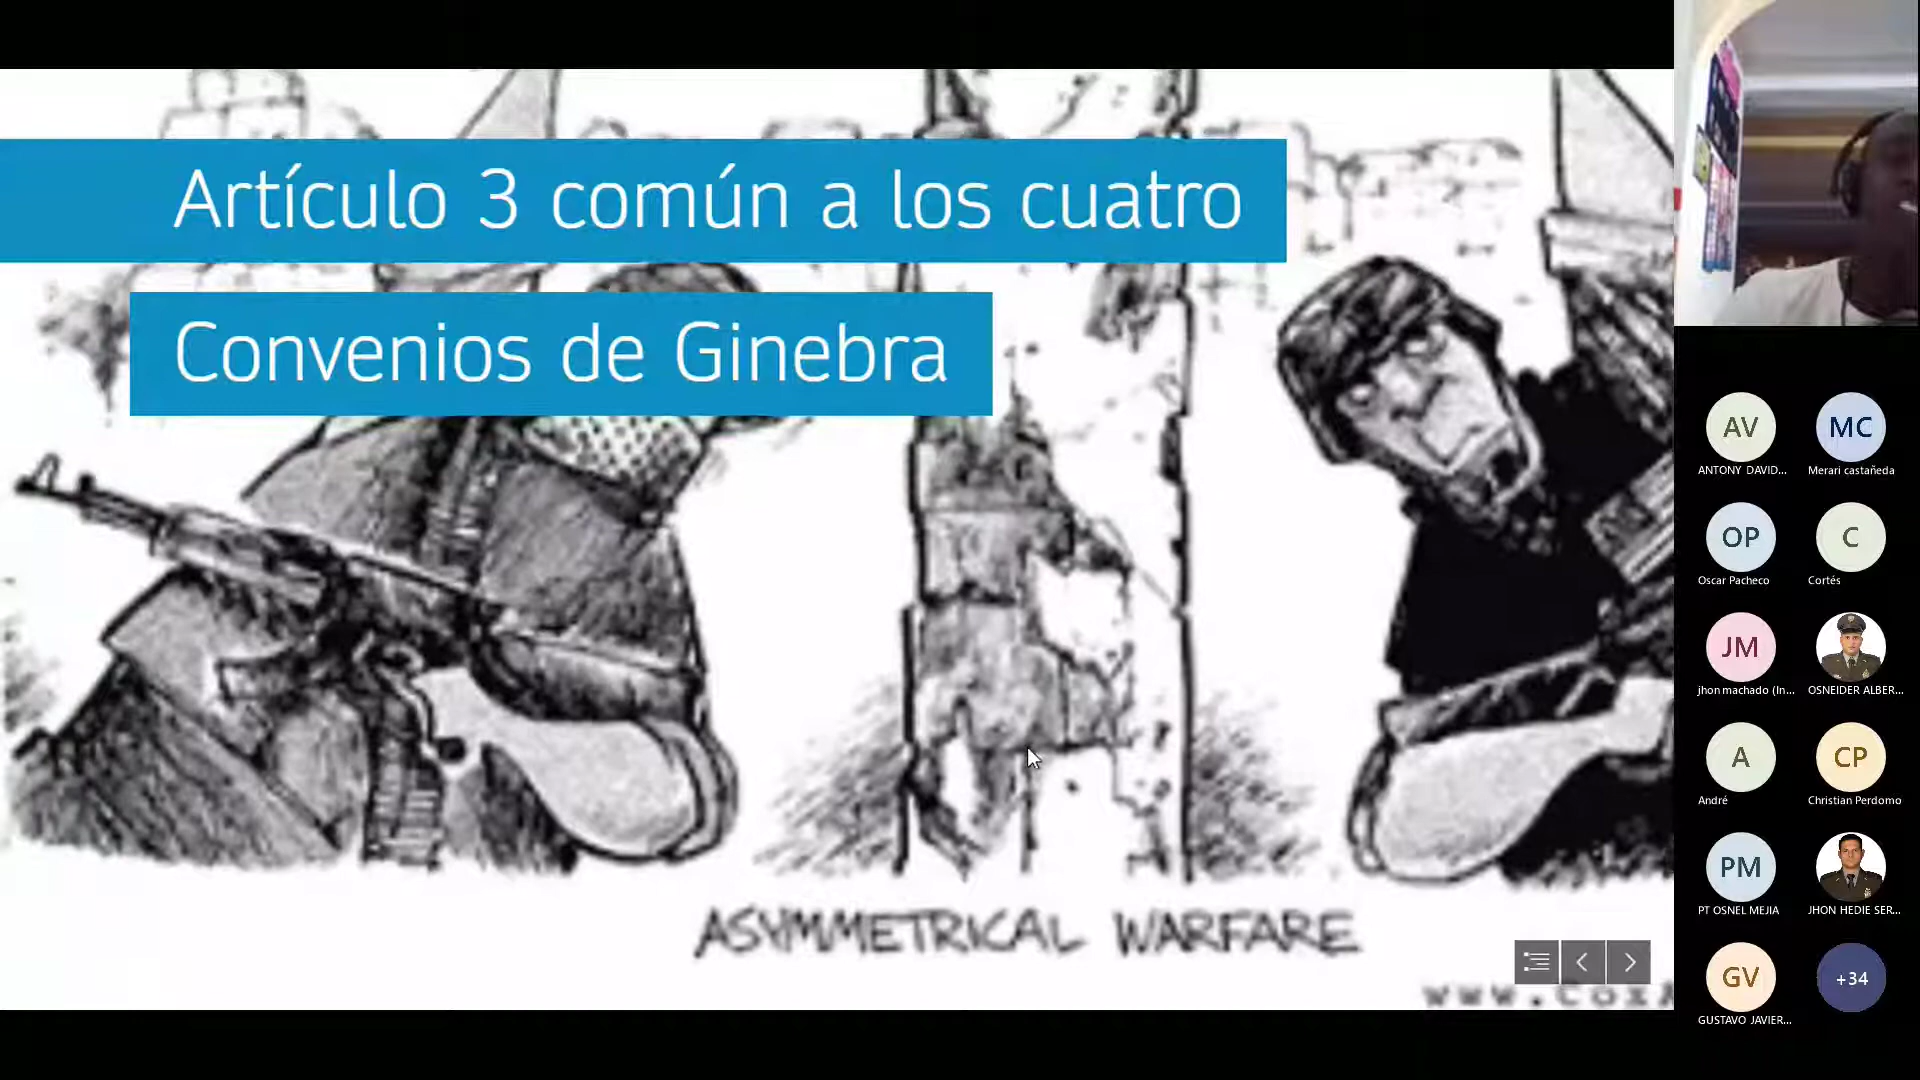 Artículo 3 común a los cuatro
Convenios de Ginebra
ASYMMETRICAL WARFARE
AV
MC
ANTONY DAVID...
Merari castañeda
OP
C
Oscar Pacheco
Cortés
JM
jhon machado (In...
OSNEIDER ALBER...
A
CP
André
Christian Perdomo
PM
PT OSNEL MEJIA
JHON HEDIE SER...
GV
+34
GUSTAVO JAVIER...